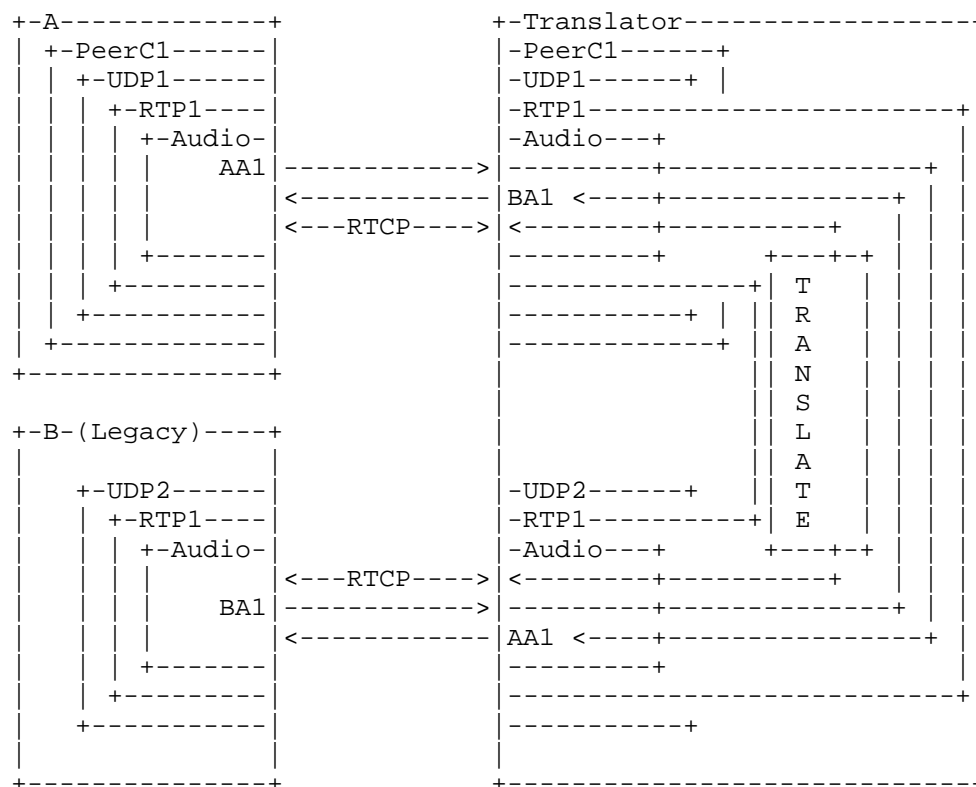 +-A-------------+             +-Translator------------------
| +-PeerC1------|             |-PeerC1------+
| | +-UDP1------|             |-UDP1------+ |
| | | +-RTP1----|             |-RTP1-----------------------+
| | | | +-Audio-|             |-Audio---+                  |
| | | | |    AA1|------------>|---------+----------------+ |
| | | | |       |<------------|BA1 <----+--------------+ | |
| | | | |       |<---RTCP---->|<--------+----------+   | | |
| | | | +-------|             |---------+      +---+-+ | | |
| | | +---------|             |---------------+| T   | | | |
| | +-----------|             |-----------+ | || R   | | | |
| +-------------|             |-------------+ || A   | | | |
+---------------+             |               || N   | | | |
                              |               || S   | | | |
+-B-(Legacy)----+             |               || L   | | | |
|               |             |               || A   | | | |
|   +-UDP2------|             |-UDP2------+   || T   | | | |
|   | +-RTP1----|             |-RTP1----------+| E   | | | |
|   | | +-Audio-|             |-Audio---+      +---+-+ | | |
|   | | |       |<---RTCP---->|<--------+----------+   | | |
|   | | |    BA1|------------>|---------+--------------+ | |
|   | | |       |<------------|AA1 <----+----------------+ |
|   | | +-------|             |---------+                  |
|   | +---------|             |----------------------------+
|   +-----------|             |-----------+
|               |             |
+---------------+             +-----------------------------